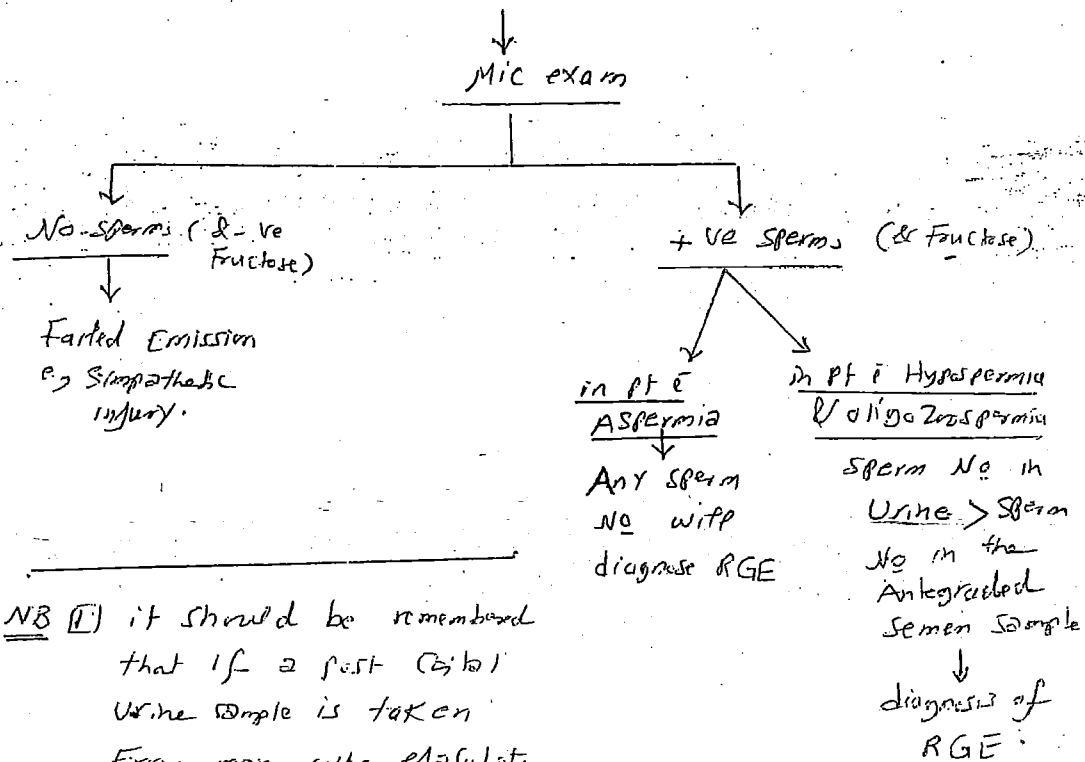 Mic exam
No-sperms (&-ve
Fructose)
Failed Emission
e.g Simpathetic
injury.
+ ve sperms (& Fructose)
in pt c̄
Aspermia
Any sperm
No will
diagnose RGE
in pt c̄ Hypospermia
&/ oligozoospermia
sperm No in
Urine > sperm
No in the
Antegraded
semen sample
diagnosis of
RGE.
NB 1) it should be remembered
that if a post coital
urine sample is taken
From man who ejaculate